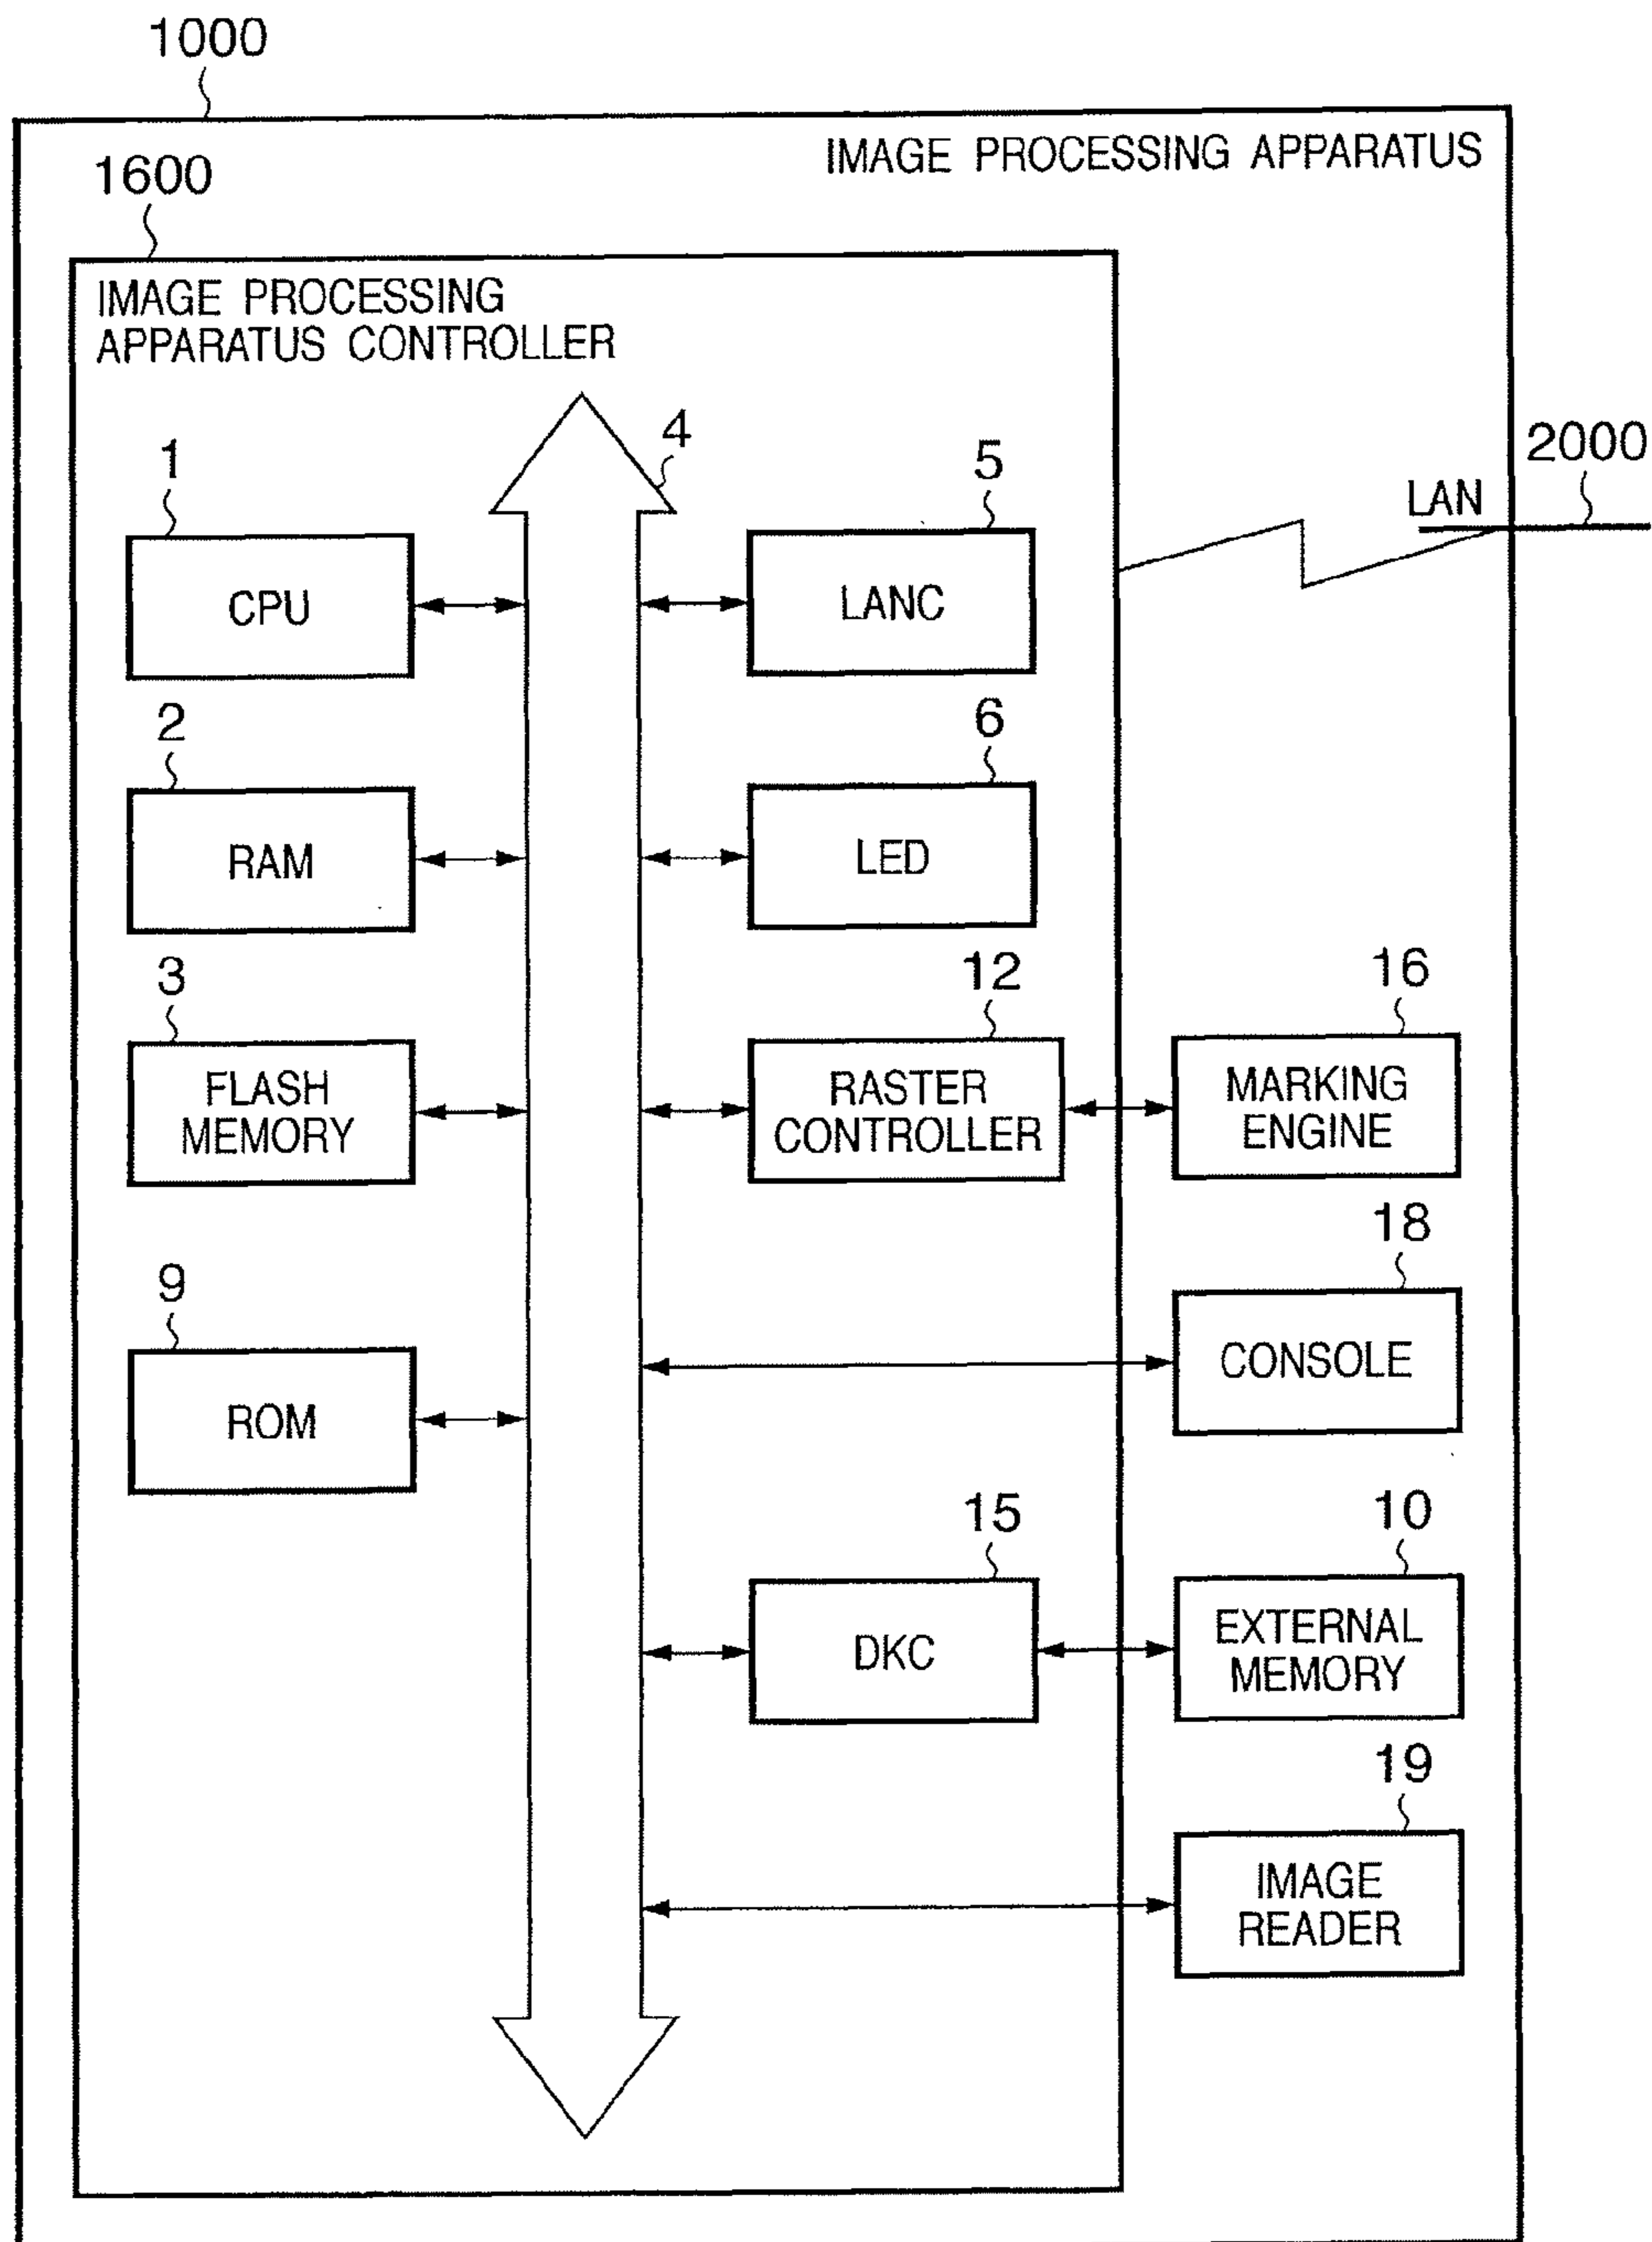 1000
IMAGE PROCESSING APPARATUS
1600
IMAGE PROCESSING
APPARATUS CONTROLLER
4
1
CPU
5
LANC
LAN
2000
2
RAM
6
LED
3
FLASH
MEMORY
12
RASTER
CONTROLLER
16
MARKING
ENGINE
18
CONSOLE
9
ROM
15
DKC
10
EXTERNAL
MEMORY
19
IMAGE
READER